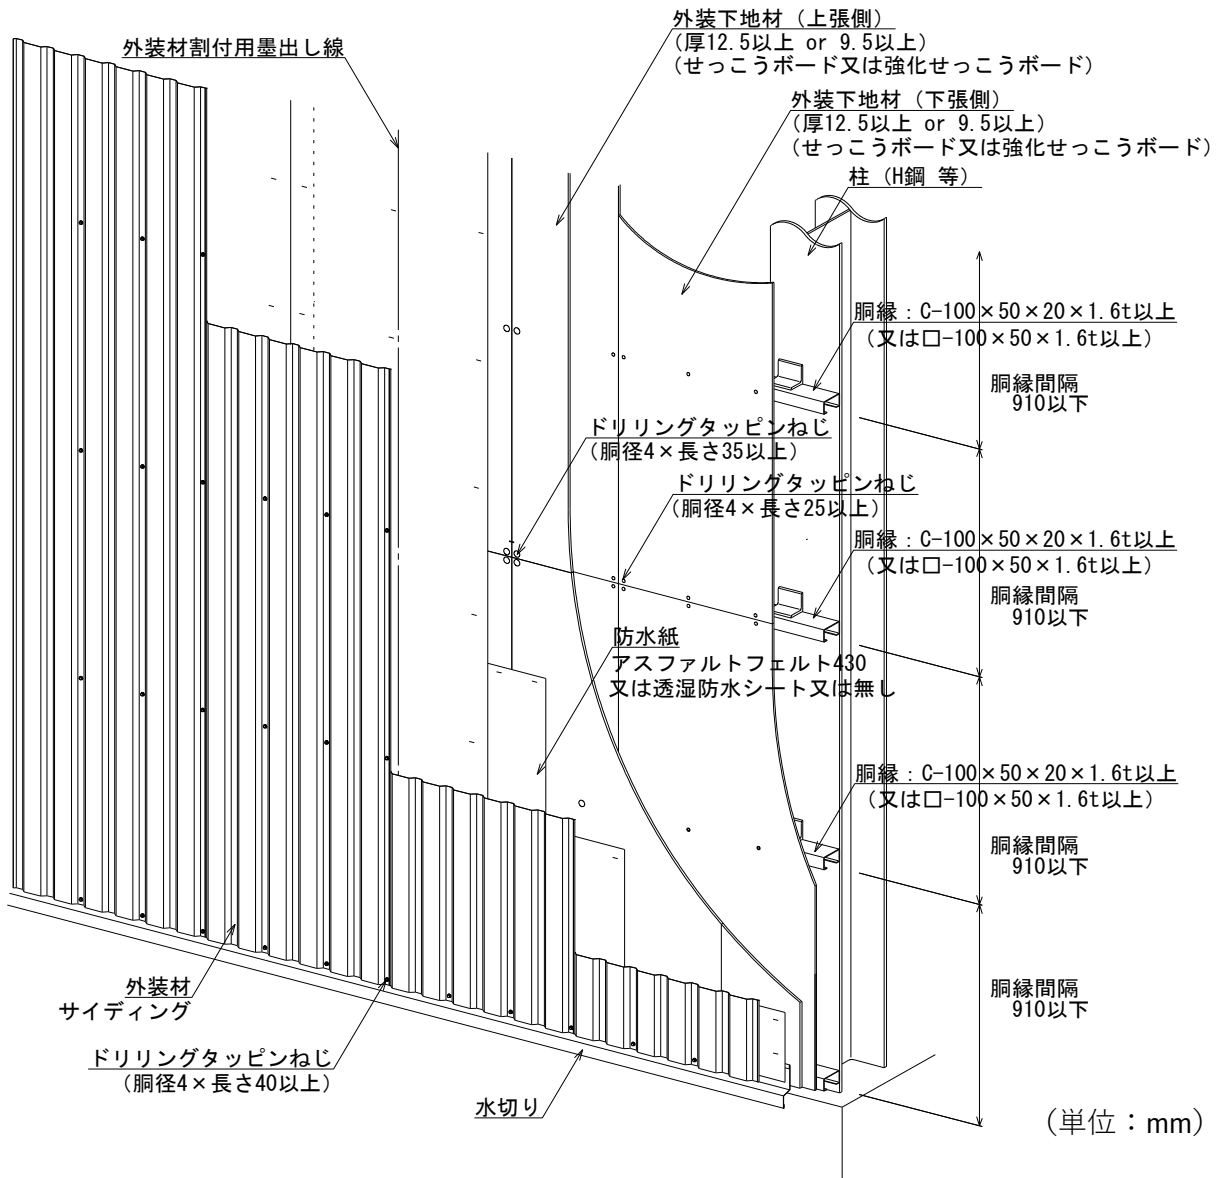 外装材割付用墨出し線
外装下地材（上張側）
（厚12.5以上 or 9.5以上）
（せっこうボード又は強化せっこうボード）
外装下地材（下張側）
（厚12.5以上 or 9.5以上）
（せっこうボード又は強化せっこうボード）
柱（H鋼 等）
胴縁：C-100×50×20×1.6t以上
（又は口-100×50×1.6t以上）
胴縁間隔
910以下
ドリリングタッピンねじ
（胴径4×長さ35以上）
ドリリングタッピンねじ
（胴径4×長さ25以上）
胴縁：C-100×50×20×1.6t以上
（又は口-100×50×1.6t以上）
胴縁間隔
910以下
防水紙
アスファルトフェルト430
又は透湿防水シート又は無し
胴縁：C-100×50×20×1.6t以上
（又は口-100×50×1.6t以上）
胴縁間隔
910以下
外装材
サイディング
胴縁間隔
910以下
ドリリングタッピンねじ
（胴径4×長さ40以上）
水切り
（単位：mm）